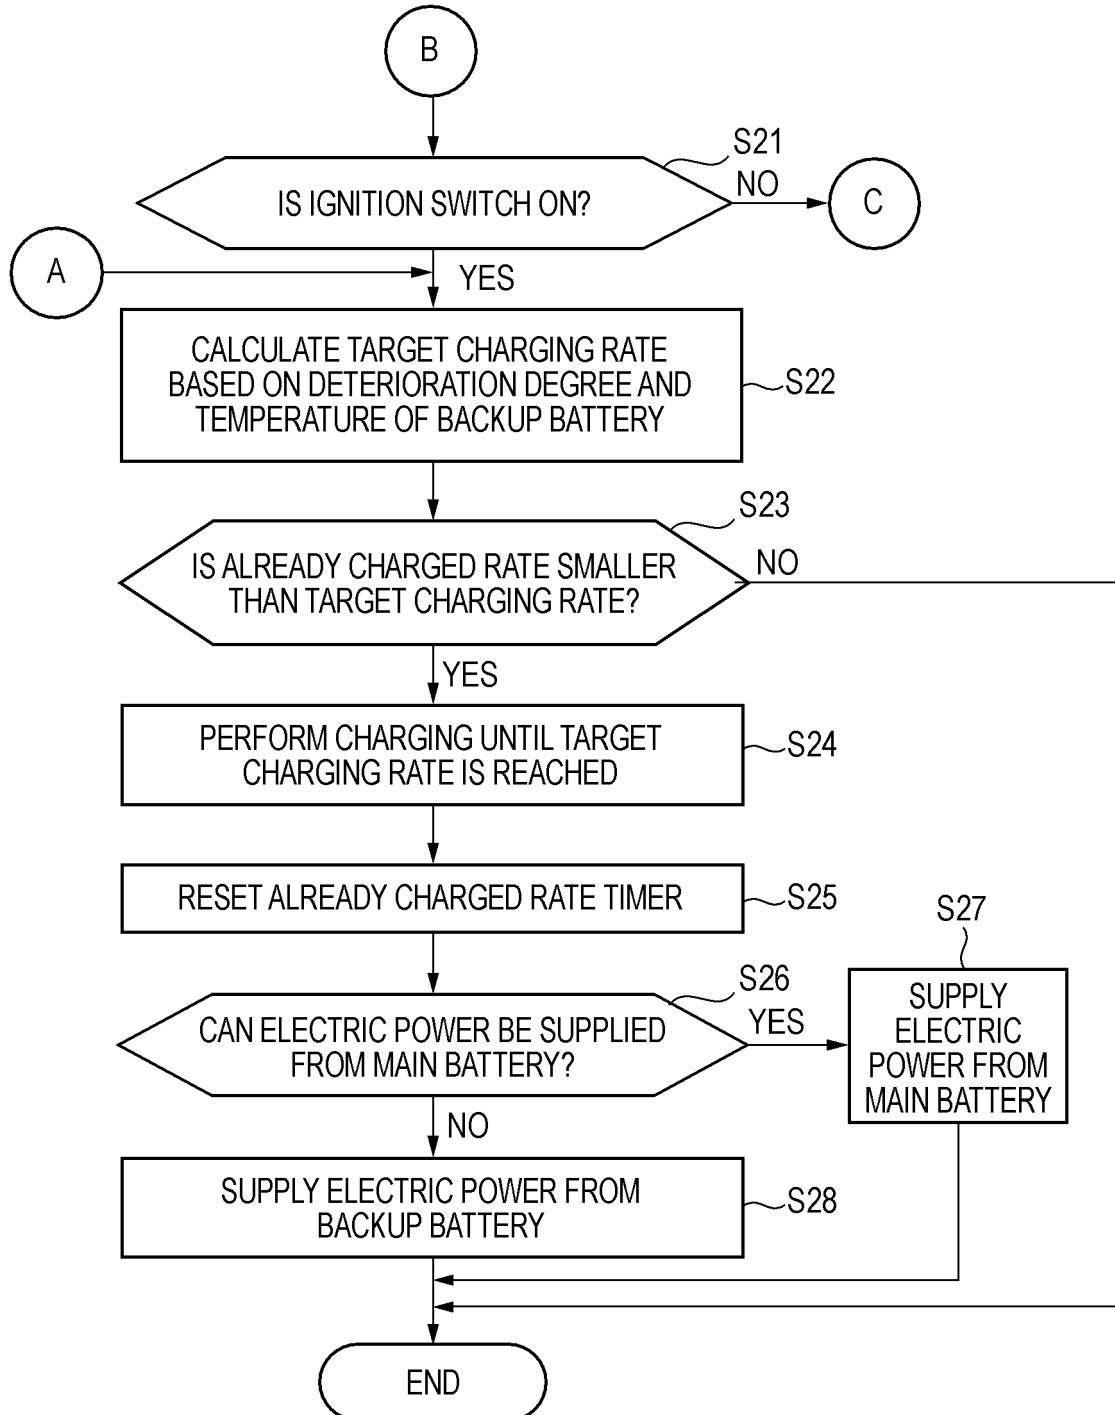 B
S21
IS IGNITION SWITCH ON?
NO
C
A
YES
CALCULATE TARGET CHARGING RATE
BASED ON DETERIORATION DEGREE AND
TEMPERATURE OF BACKUP BATTERY
S22
S23
IS ALREADY CHARGED RATE SMALLER
THAN TARGET CHARGING RATE?
NO
YES
PERFORM CHARGING UNTIL TARGET
CHARGING RATE IS REACHED
S24
RESET ALREADY CHARGED RATE TIMER
S25
S26
CAN ELECTRIC POWER BE SUPPLIED
FROM MAIN BATTERY?
YES
S27
SUPPLY
ELECTRIC
POWER FROM
MAIN BATTERY
NO
SUPPLY ELECTRIC POWER FROM
BACKUP BATTERY
S28
END